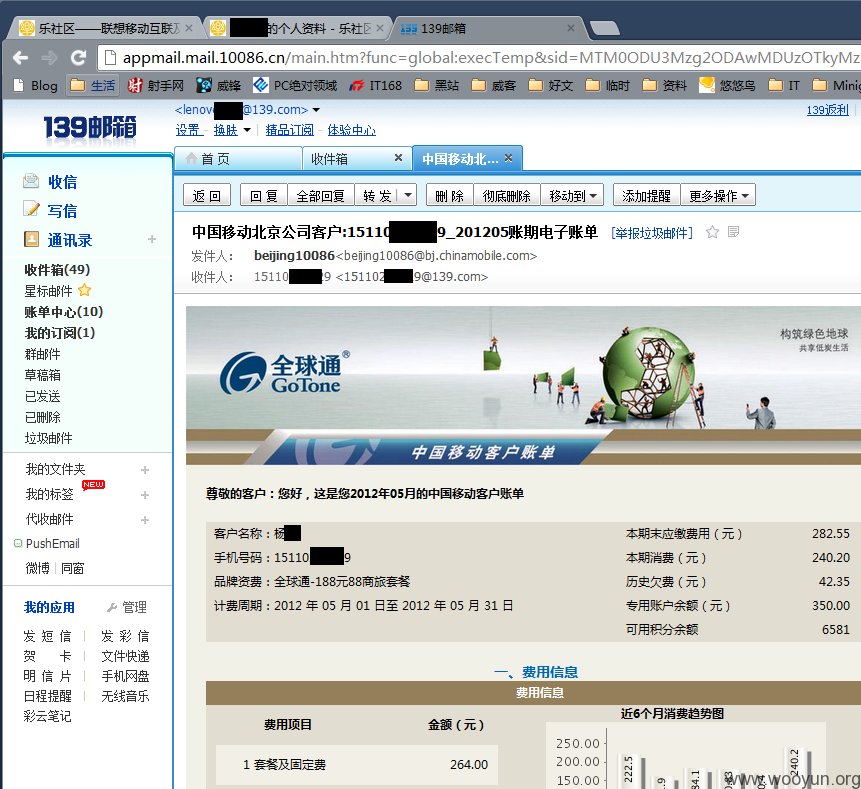 乐社区——联想移动互联及
的个人资料 - 乐社区
139邮箱
appmail.mail.10086.cn/main.htm?func=global:execTemp&sid=MTM0ODU3Mzg2ODAwMDUzOTkyMz
Blog 生活 射手网 威锋 PC绝对领域 IT168 黑站 威客 好文 临时 资料 悠悠鸟 IT Minig
139邮箱
<lenov @139.com>
139返利
设置 换肤 精品订阅 体验中心
首 页 收件箱 中国移动北...
返 回 回 复 全部回复 转 发 删 除 彻底删除 移动到 添加提醒 更多操作
收信
写信
通讯录 +
收件箱(49)
星标邮件
账单中心(10)
我的订阅(1)
群邮件
草稿箱
已发送
已删除
垃圾邮件
我的文件夹 +
我的标签 NEW +
代收邮件 +
PushEmail
微博 同窗
我的应用 管理
发 短 信 发 彩 信
贺 卡 文件快递
明 信 片 手机网盘
日程提醒 无线音乐
彩云笔记
中国移动北京公司客户:15110 9_201205账期电子账单 [举报垃圾邮件]
发件人： beijing10086<beijing10086@bj.chinamobile.com>
收件人： 15110 29 <151102 9@139.com>
全球通®
GoTone
构筑绿色地球
共享低炭生活
中国移动客户账单
尊敬的客户：您好，这是您2012年05月的中国移动客户账单
客户名称：杨 本期末应缴费用（元） 282.55
手机号码：15110 9 本期消费（元） 240.20
品牌资费：全球通-188元88商旅套餐 历史欠费（元） 42.35
计费周期：2012 年 05 月 01 日至 2012 年 05 月 31 日 专用账户余额（元） 350.00
可用积分余额 6581
一、费用信息
费用信息
费用项目 金额（元）
1 套餐及固定费 264.00
近6个月消费趋势图
250.00
200.00
150.00
222.5
240.2
www.wooyun.org